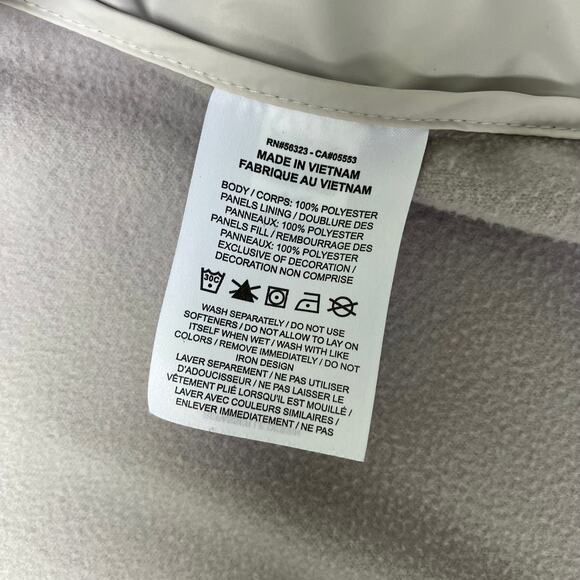 RN#56323 - CA#05553
MADE IN VIETNAM
FABRIQUE AU VIETNAM
BODY / CORPS: 100% POLYESTER
PANELS LINING / DOUBLURE DES
PANNEAUX: 100% POLYESTER
PANELS FILL / REMBOURRAGE DES
PANNEAUX: 100% POLYESTER
EXCLUSIVE OF DECORATION /
DECORATION NON COMPRISE
30C
WASH SEPARATELY / DO NOT USE
SOFTENERS / DO NOT ALLOW TO LAY ON
ITSELF WHEN WET / WASH WITH LIKE
COLORS / REMOVE IMMEDIATELY / DO NOT
IRON DESIGN
LAVER SEPAREMENT / NE PAS UTILISER
D'ADOUCISSEUR / NE PAS LAISSER LE
VÊTEMENT PLIÉ LORSQU'IL EST MOUILLÉ /
LAVER AVEC COULEURS SIMILAIRES /
ENLEVER IMMEDIATEMENT / NE PAS